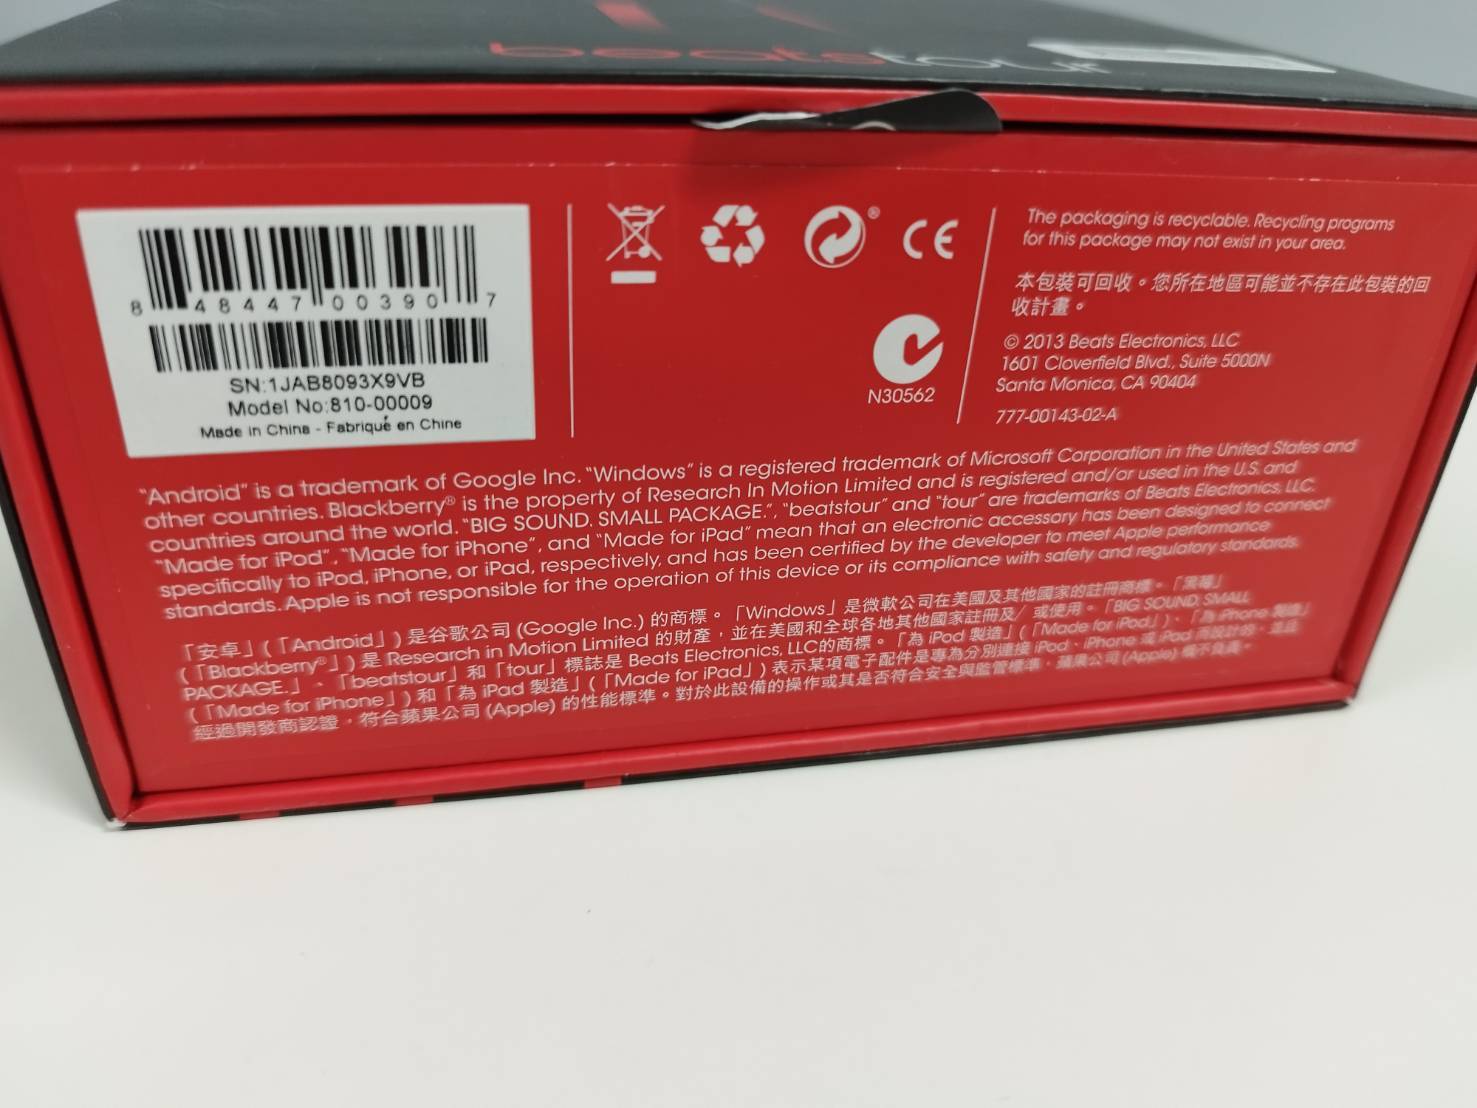 beatstour
8 48447 00390 7
SN:1JAB8093X9VB
Model No:810-00009
Made in China - Fabriqué en Chine
®
CE
N30562
The packaging is recyclable. Recycling programs
for this package may not exist in your area.
本包裝可回收。您所在地區可能並不存在此包裝的回
收計畫。
© 2013 Beats Electronics, LLC
1601 Cloverfield Blvd., Suite 5000N
Santa Monica, CA 90404
777-00143-02-A
"Android" is a trademark of Google Inc. "Windows" is a registered trademark of Microsoft Corporation in the United States and
other countries. Blackberry® is the property of Research In Motion Limited and is registered and/or used in the U.S. and
countries around the world. "BIG SOUND. SMALL PACKAGE.", "beatstour" and "tour" are trademarks of Beats Electronics, LLC.
"Made for iPod", "Made for iPhone", and "Made for iPad" mean that an electronic accessory has been designed to connect
specifically to iPod, iPhone, or iPad, respectively, and has been certified by the developer to meet Apple performance
standards. Apple is not responsible for the operation of this device or its compliance with safety and regulatory standards.
「安卓」(「Android」) 是谷歌公司 (Google Inc.) 的商標。「Windows」是微軟公司在美國及其他國家的註冊商標。「黑莓」
(「Blackberry®」) 是 Research in Motion Limited 的財產，並在美國和全球各地其他國家註冊及/ 或使用。「BIG SOUND. SMALL
PACKAGE.」、「beatstour」和「tour」標誌是 Beats Electronics, LLC的商標。「為 iPod 製造」(「Made for iPod」)、「為 iPhone 製造」
(「Made for iPhone」) 和「為 iPad 製造」(「Made for iPad」) 表示某項電子配件是專為分別連接 iPod、iPhone 或 iPad 而設計的，並且
經過開發商認證，符合蘋果公司 (Apple) 的性能標準。對於此設備的操作或其是否符合安全與監管標準，蘋果公司 (Apple) 概不負責。